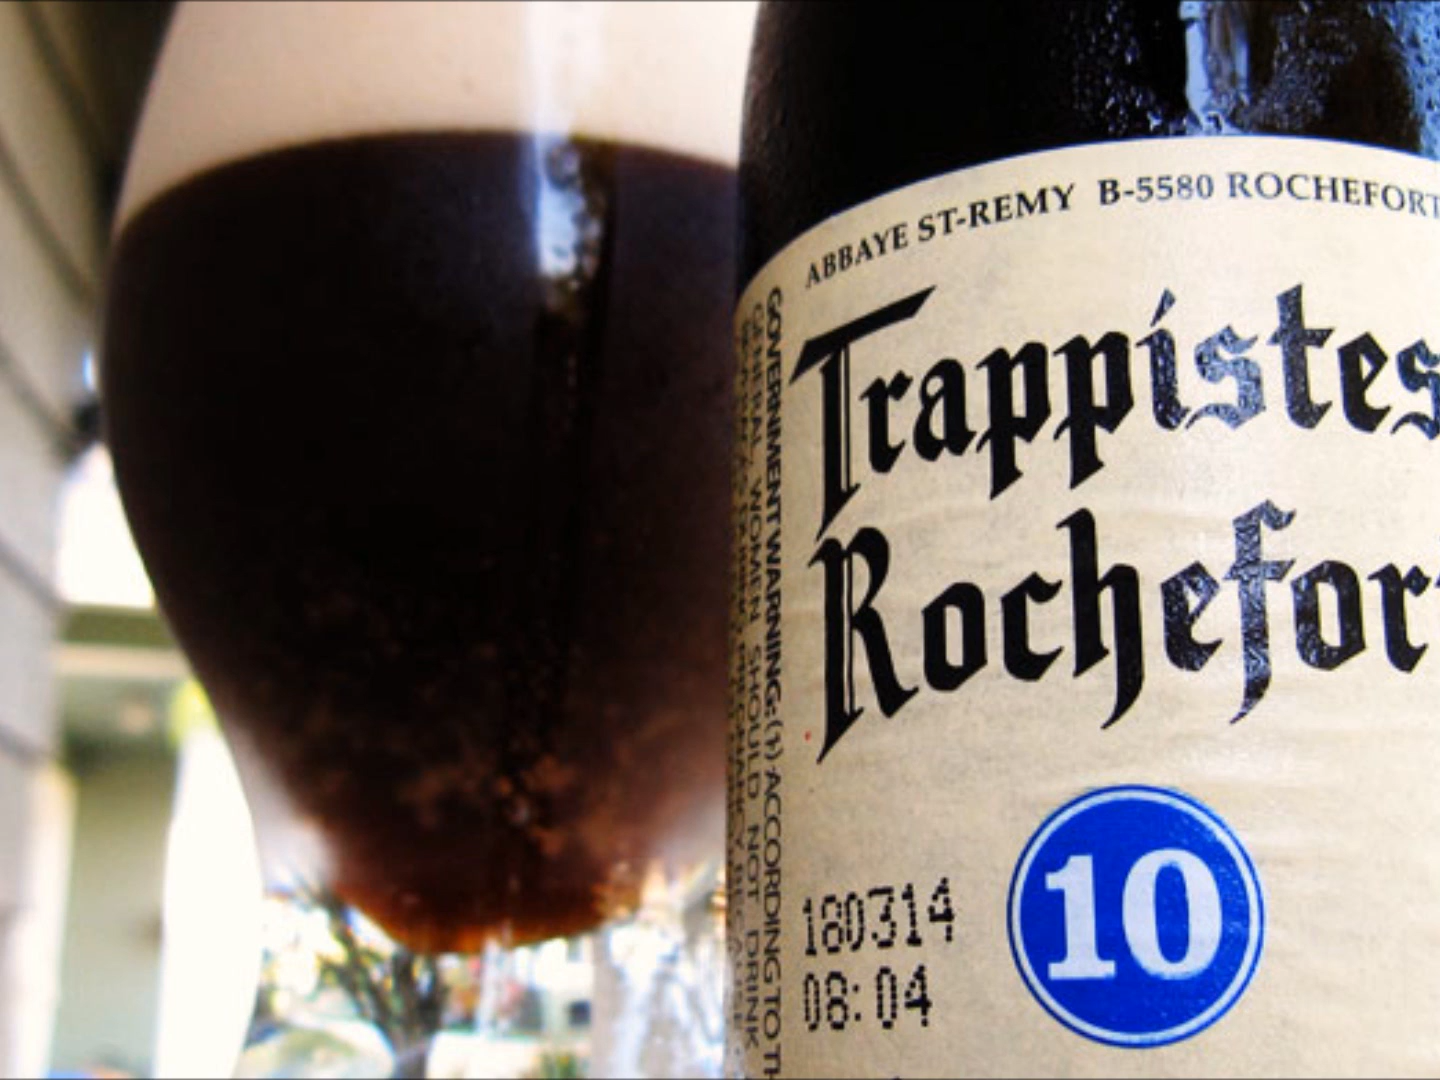 ABBAYE ST-REMY B-5580 ROCHEFORT
Trappistes
Rochefort
10
180314
08:04
GOVERNMENT WARNING: (1) ACCORDING TO
GENERAL, WOMEN SHOULD NOT DRINK